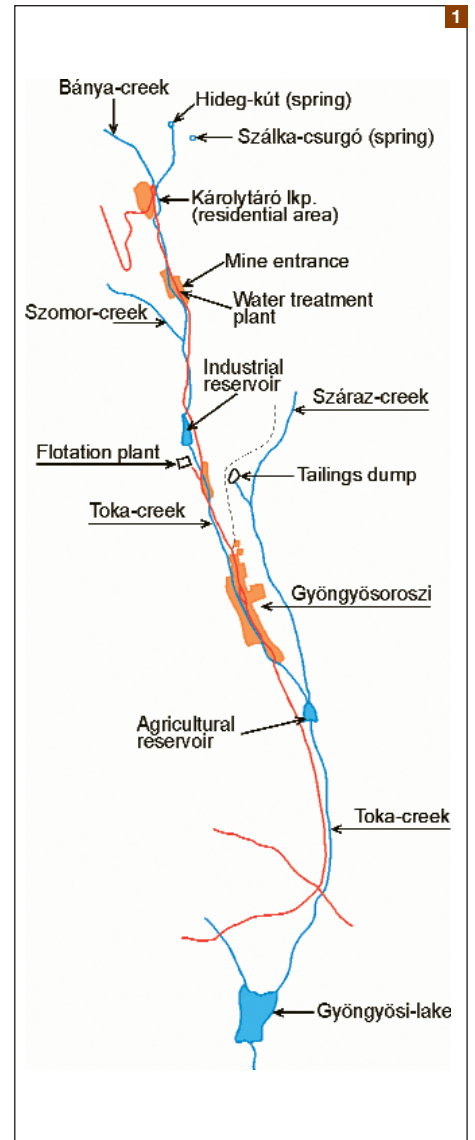 1
Bánya-creek
Hideg-kút (spring)
Szálka-csurgó (spring)
Károlytáró lkp.
(residential area)
Mine entrance
Water treatment
plant
Szomor-creek
Industrial
reservoir
Száraz-creek
Flotation plant
Tailings dump
Toka-creek
Gyöngyösoroszi
Agricultural
reservoir
Toka-creek
Gyöngyösi-lake